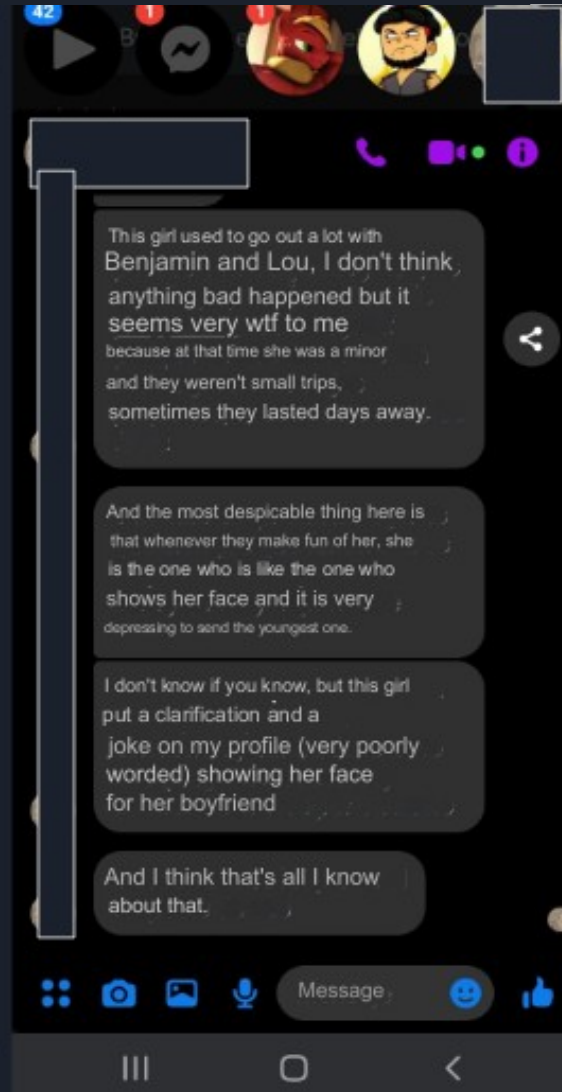 42
1
1
This girl used to go out a lot with
Benjamin and Lou, I don't think
anything bad happened but it
seems very wtf to me
because at that time she was a minor
and they weren't small trips,
sometimes they lasted days away.
And the most despicable thing here is
that whenever they make fun of her, she
is the one who is like the one who
shows her face and it is very
depressing to send the youngest one.
I don't know if you know, but this girl
put a clarification and a
joke on my profile (very poorly
worded) showing her face
for her boyfriend
And I think that's all I know
about that.
Message